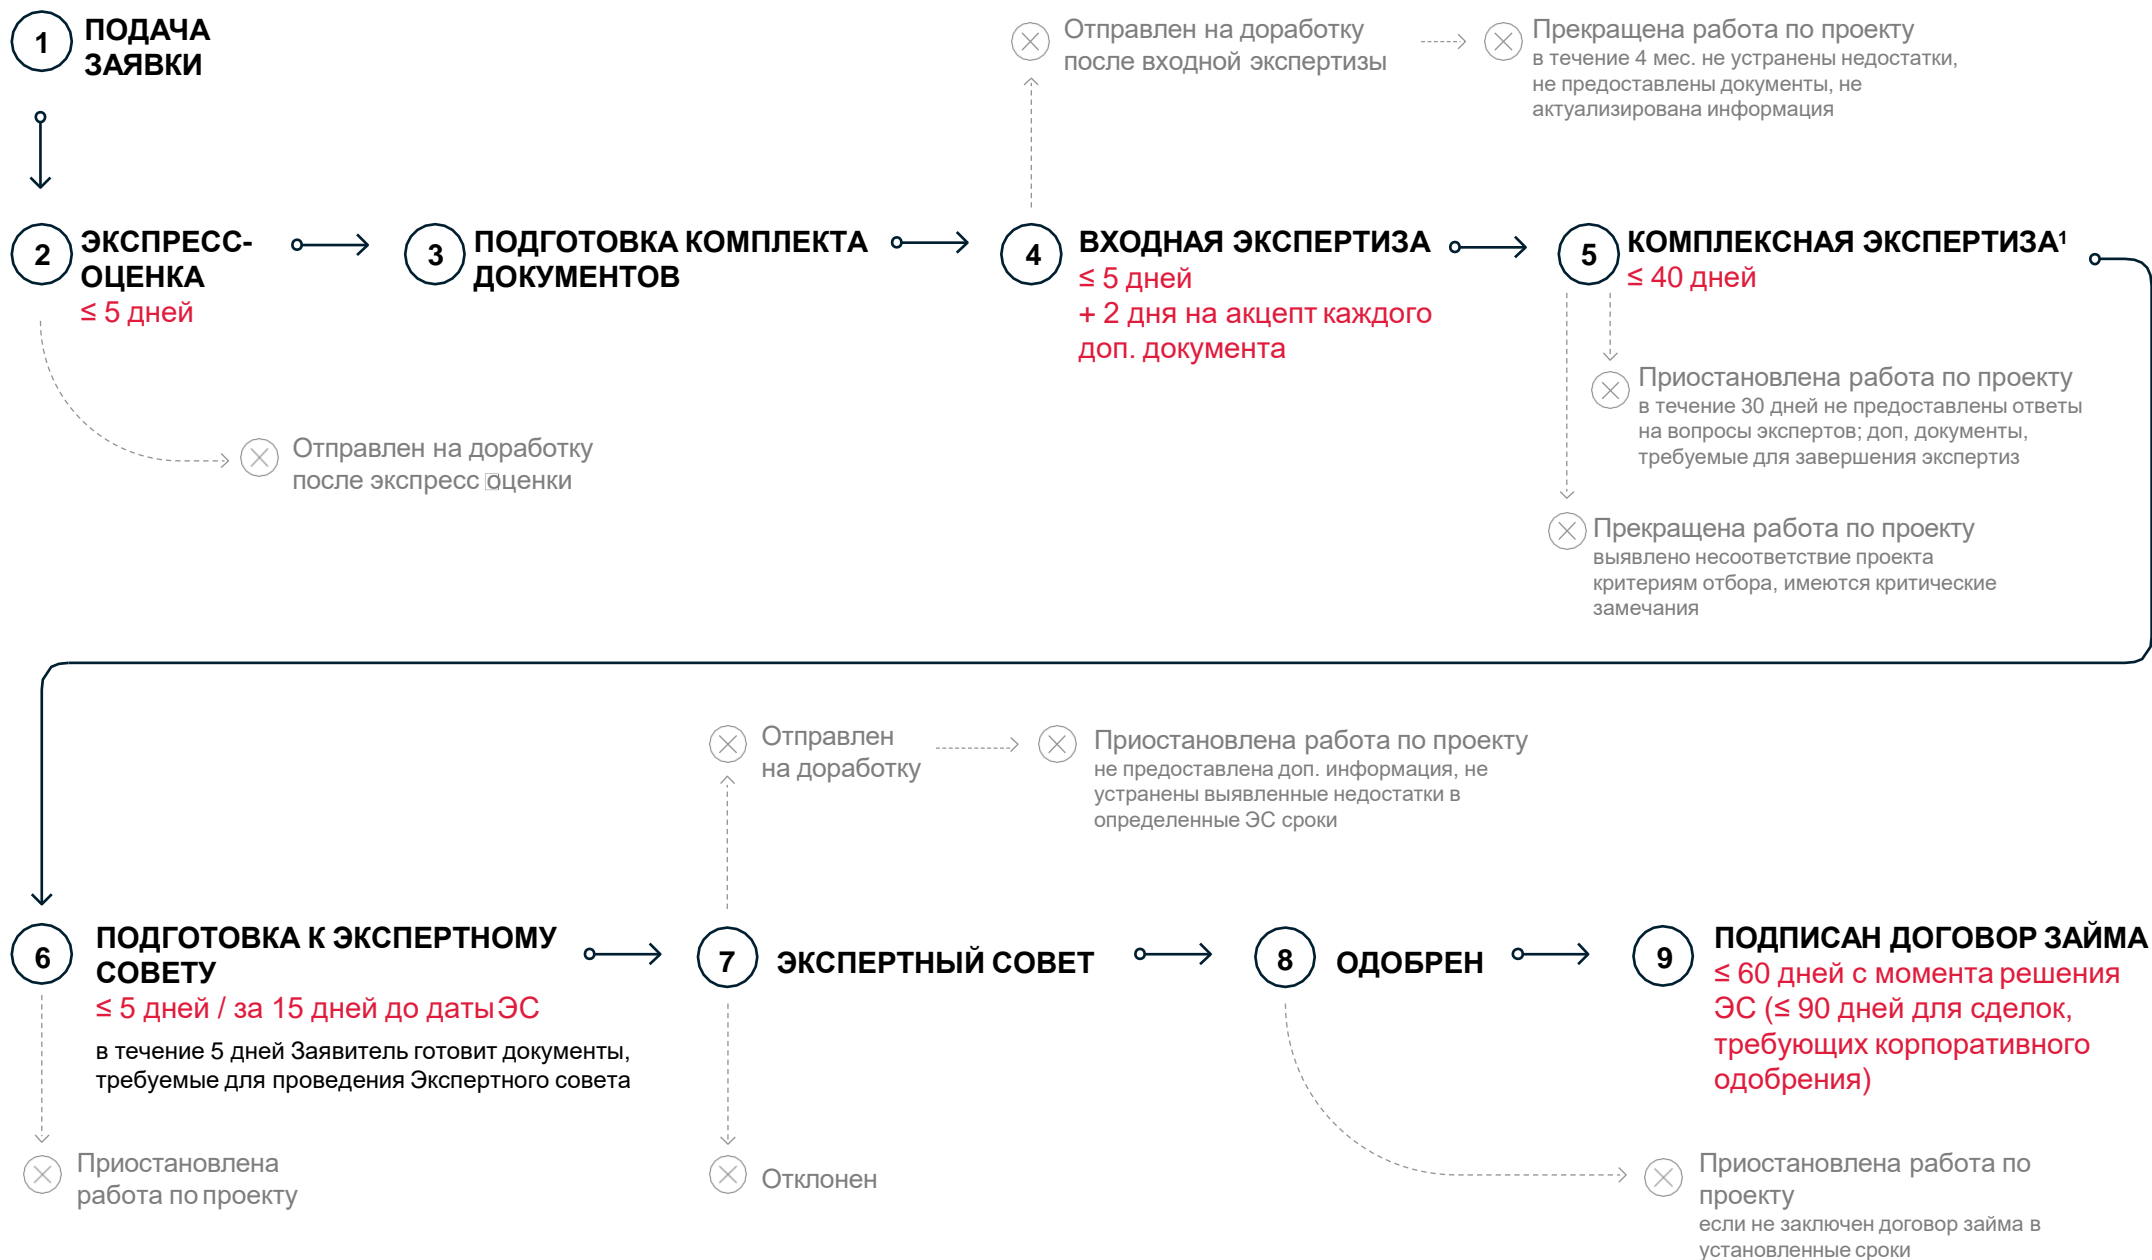 1
ПОДАЧА
ЗАЯВКИ
Отправлен на доработку
после входной экспертизы
Прекращена работа по проекту
в течение 4 мес. не устранены недостатки,
не предоставлены документы, не
актуализирована информация
2
ЭКСПРЕСС-
ОЦЕНКА
≤ 5 дней
3
ПОДГОТОВКА КОМПЛЕКТА
ДОКУМЕНТОВ
4
ВХОДНАЯ ЭКСПЕРТИЗА
≤ 5 дней
+ 2 дня на акцепт каждого
доп. документа
5
КОМПЛЕКСНАЯ ЭКСПЕРТИЗА¹
≤ 40 дней
Приостановлена работа по проекту
в течение 30 дней не предоставлены ответы
на вопросы экспертов; доп, документы,
требуемые для завершения экспертиз
Отправлен на доработку
после экспресс оценки
Прекращена работа по проекту
выявлено несоответствие проекта
критериям отбора, имеются критические
замечания
Отправлен
на доработку
Приостановлена работа по проекту
не предоставлена доп. информация, не
устранены выявленные недостатки в
определенные ЭС сроки
6
ПОДГОТОВКА К ЭКСПЕРТНОМУ
СОВЕТУ
≤ 5 дней / за 15 дней до даты ЭС
в течение 5 дней Заявитель готовит документы,
требуемые для проведения Экспертного совета
7
ЭКСПЕРТНЫЙ СОВЕТ
8
ОДОБРЕН
9
ПОДПИСАН ДОГОВОР ЗАЙМА
≤ 60 дней с момента решения
ЭС (≤ 90 дней для сделок,
требующих корпоративного
одобрения)
Приостановлена
работа по проекту
Отклонен
Приостановлена работа по
проекту
если не заключен договор займа в
установленные сроки